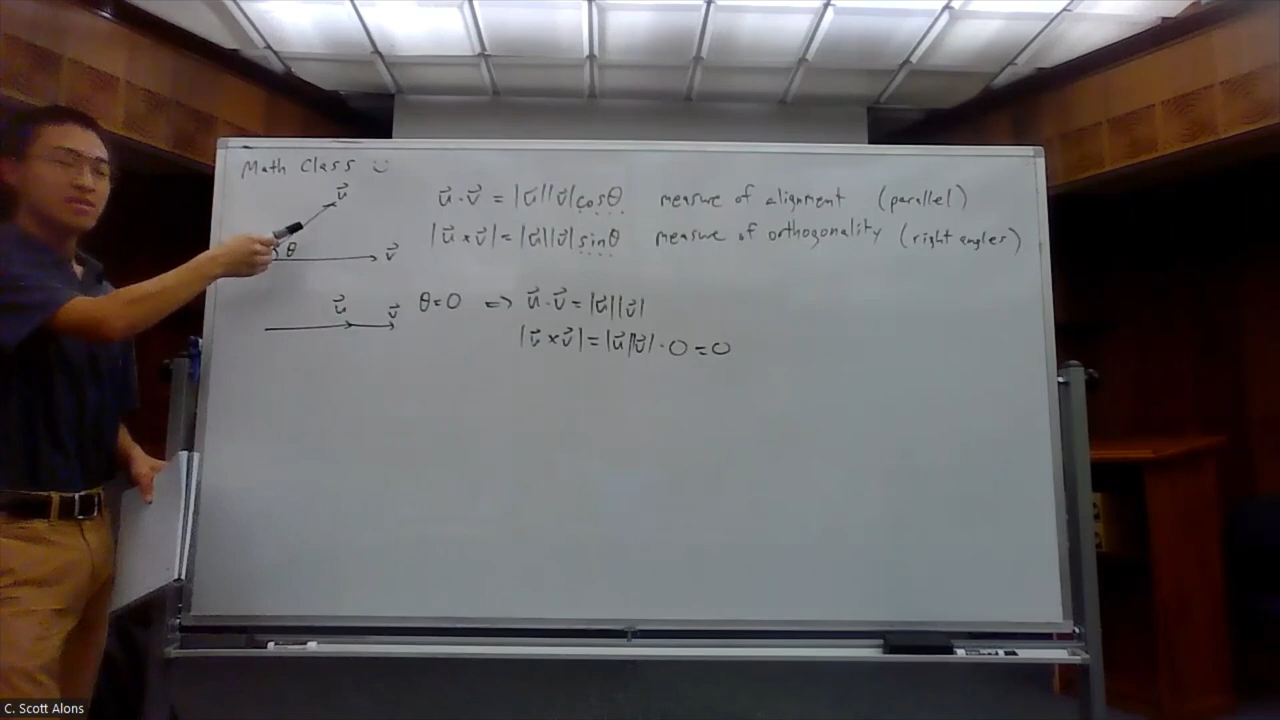 Math Class
u⃗
θ
v⃗
u⃗ · v⃗ = |u⃗||v⃗|cosθ measure of alignment (parallel)
|u⃗ × v⃗| = |u⃗||v⃗|sinθ measure of orthogonality (right angles)
u⃗
v⃗
θ=0 => u⃗ · v⃗ = |u⃗||v⃗|
|u⃗ × v⃗| = |u⃗||v⃗| · 0 = 0
C. Scott Alons